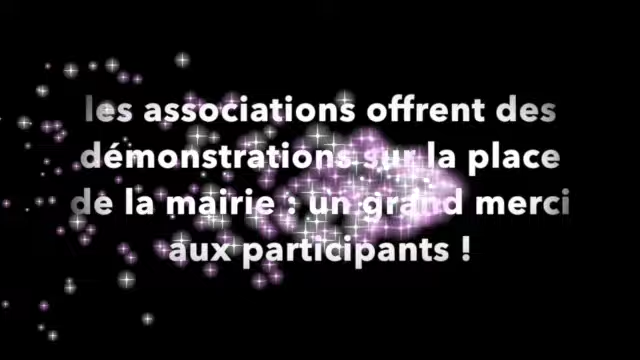 les associations offrent des
démonstrations sur la place
de la mairie : un grand merci
aux participants !